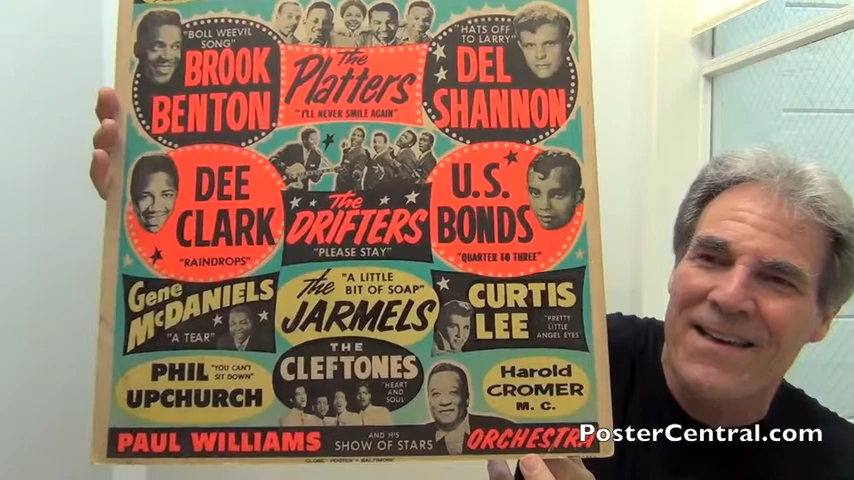 "BOLL WEEVIL
SONG"
BROOK
BENTON
The
Platters
"I'LL NEVER SMILE AGAIN"
"HATS OFF
TO LARRY"
DEL
SHANNON
DEE
CLARK
"RAINDROPS"
The
DRIFTERS
"PLEASE STAY"
U.S.
BONDS
"QUARTER TO THREE"
Gene
McDANIELS
"A TEAR"
The
"A LITTLE
BIT OF SOAP"
JARMELS
CURTIS
LEE
"PRETTY
LITTLE
ANGEL EYES"
PHIL
"YOU CAN'T
SIT DOWN"
UPCHURCH
THE
CLEFTONES
"HEART
AND
SOUL"
Harold
CROMER
M. C.
PAUL WILLIAMS
AND HIS
SHOW OF STARS
ORCHESTRA
GLOBE POSTER BALTIMORE
PosterCentral.com